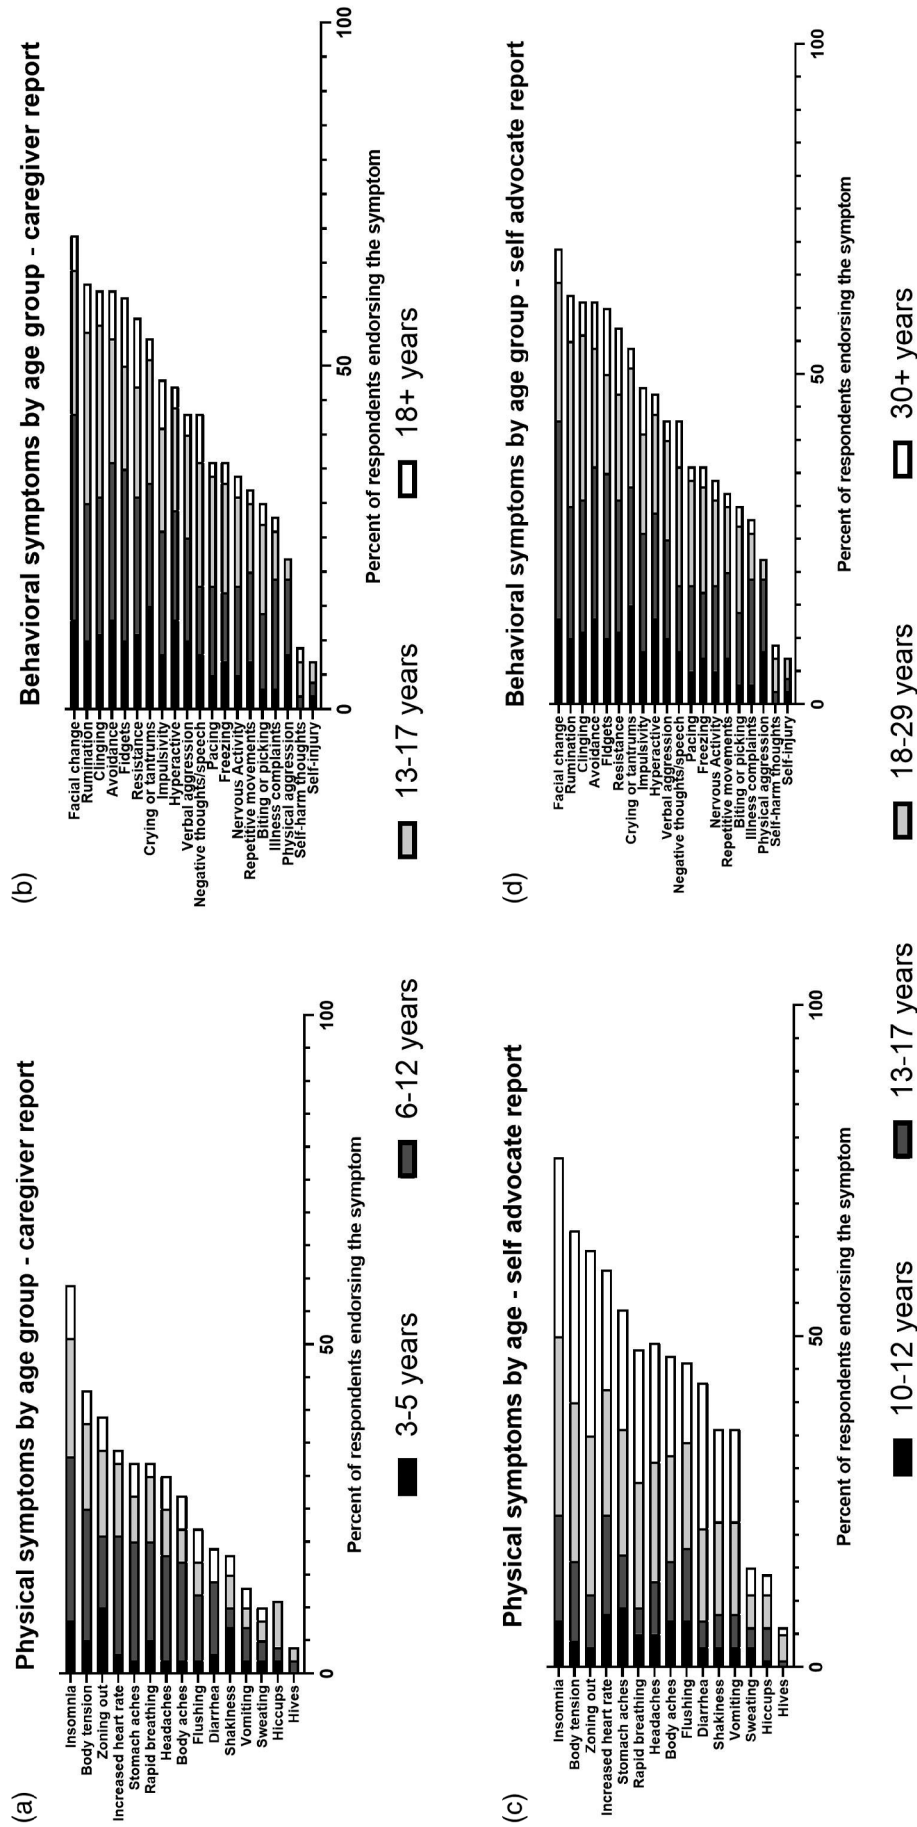 (a)
Physical symptoms by age group - caregiver report
Insomnia
Body tension
Zoning out
Increased heart rate
Stomach aches
Rapid breathing
Headaches
Body aches
Flushing
Diarrhea
Shakiness
Vomiting
Sweating
Hiccups
Hives
0
50
100
Percent of respondents endorsing the symptom
(b)
Behavioral symptoms by age group - caregiver report
Facial change
Rumination
Clinging
Avoidance
Fidgets
Resistance
Crying or tantrums
Impulsivity
Hyperactive
Verbal aggression
Negative thoughts/speech
Pacing
Freezing
Nervous Activity
Repetitive movements
Biting or picking
Illness complaints
Physical aggression
Self-harm thoughts
Self-injury
0
50
100
Percent of respondents endorsing the symptom
3-5 years
6-12 years
13-17 years
18+ years
(c)
Physical symptoms by age - self advocate report
Insomnia
Body tension
Zoning out
Increased heart rate
Stomach aches
Rapid breathing
Headaches
Body aches
Flushing
Diarrhea
Shakiness
Vomiting
Sweating
Hiccups
Hives
0
50
100
Percent of respondents endorsing the symptom
(d)
Behavioral symptoms by age group - self advocate report
Facial change
Rumination
Clinging
Avoidance
Fidgets
Resistance
Crying or tantrums
Impulsivity
Hyperactive
Verbal aggression
Negative thoughts/speech
Pacing
Freezing
Nervous Activity
Repetitive movements
Biting or picking
Illness complaints
Physical aggression
Self-harm thoughts
Self-injury
0
50
100
Percent of respondents endorsing the symptom
10-12 years
13-17 years
18-29 years
30+ years